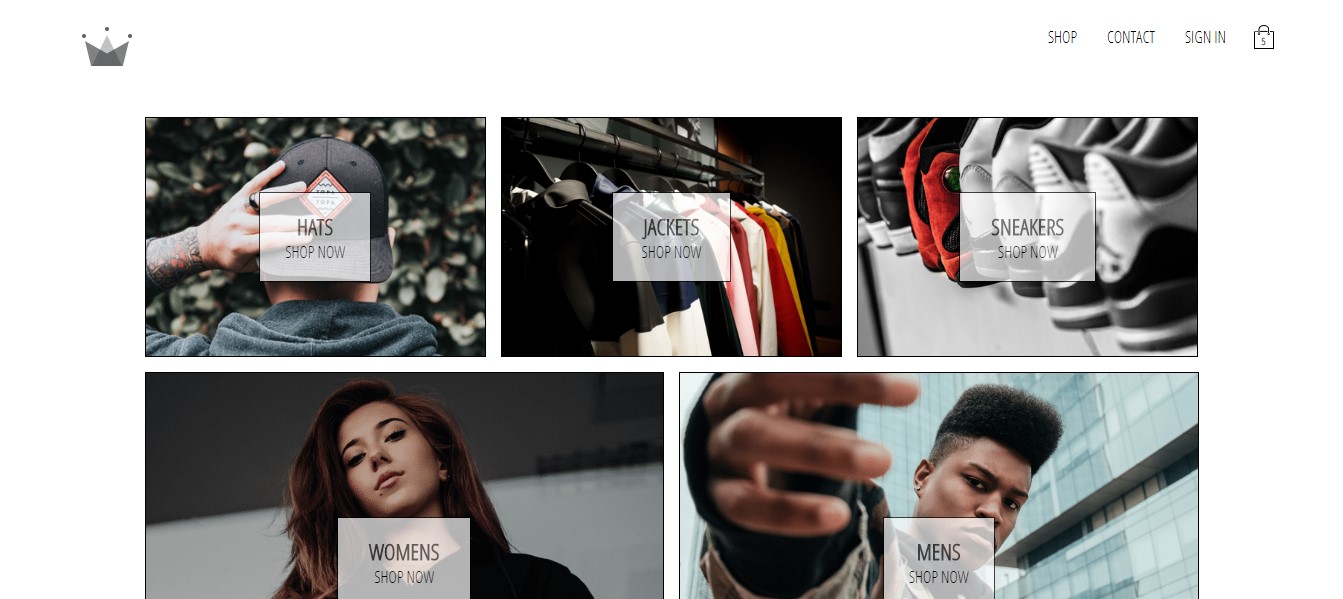 SHOP CONTACT SIGN IN 5
HATS
SHOP NOW
JACKETS
SHOP NOW
SNEAKERS
SHOP NOW
WOMENS
SHOP NOW
MENS
SHOP NOW